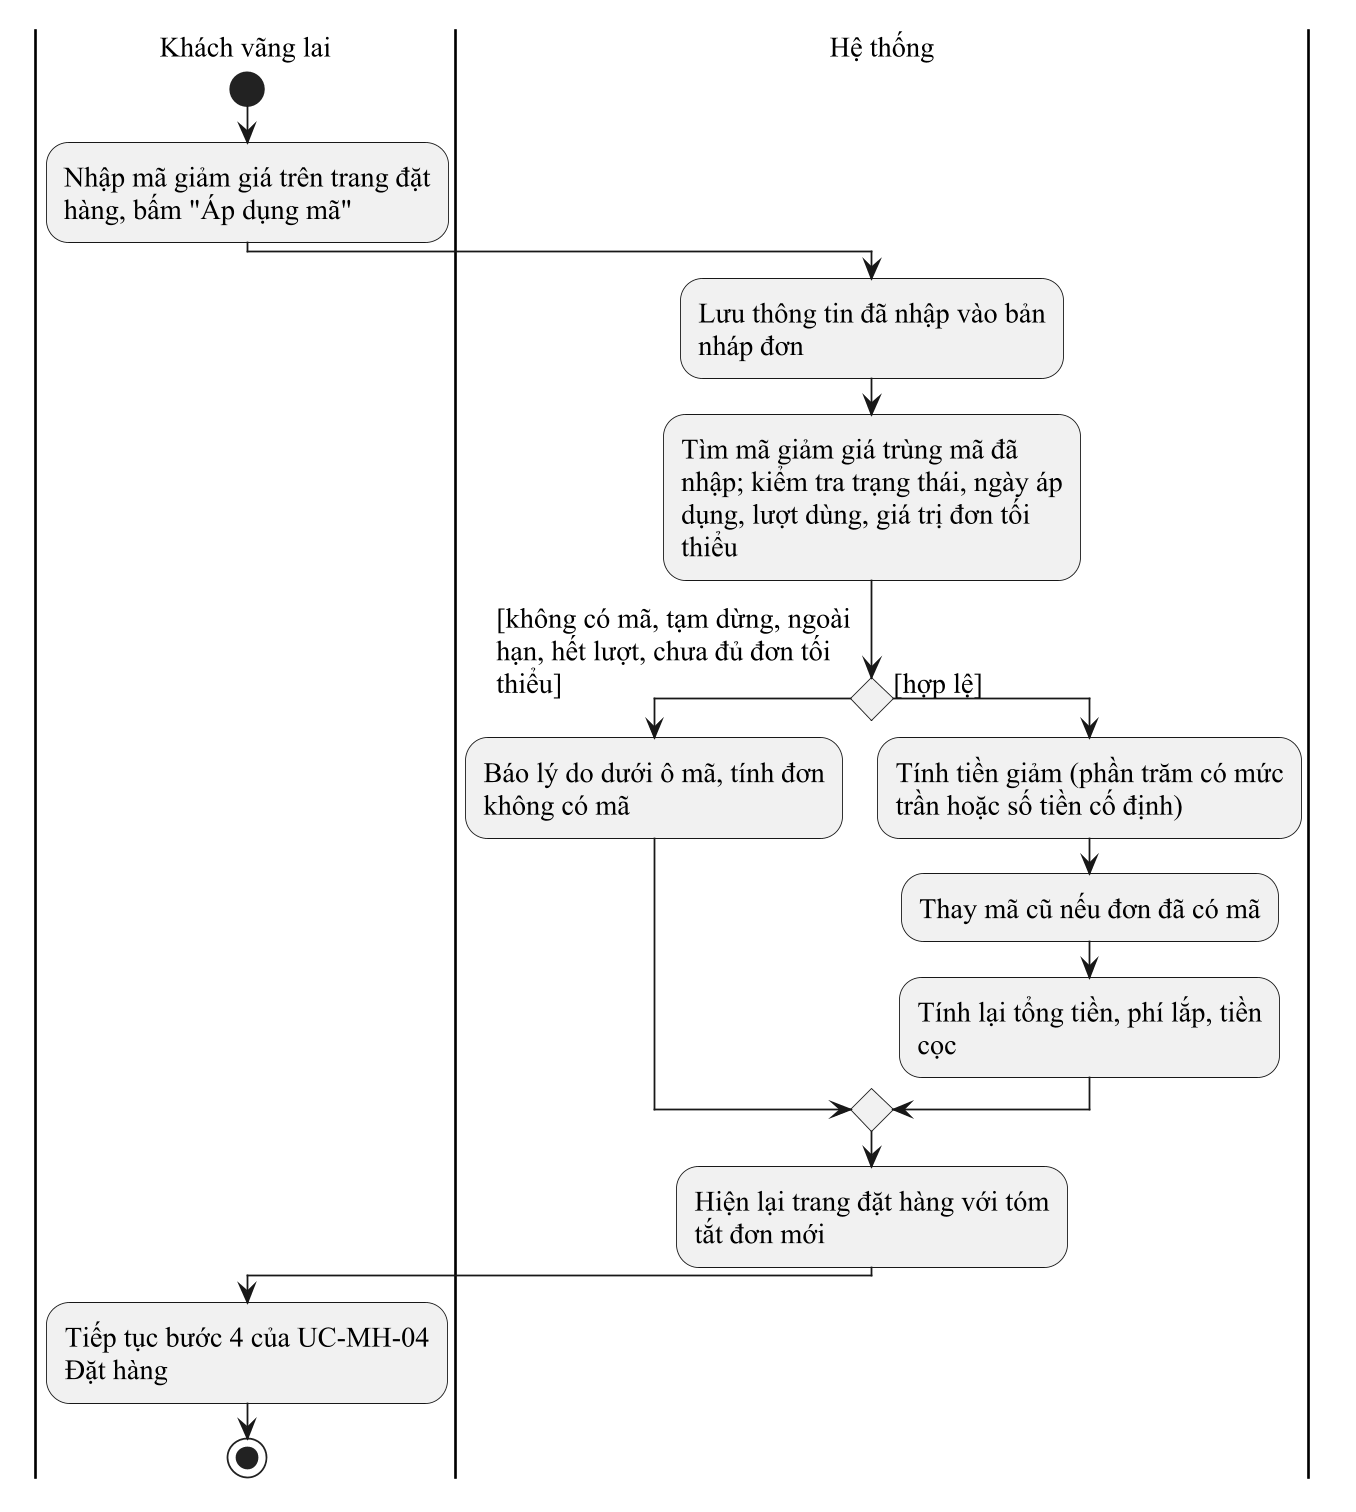 Khách vãng lai
Hệ thống
Nhập mã giảm giá trên trang đặt
hàng, bấm "Áp dụng mã"
Lưu thông tin đã nhập vào bản
nháp đơn
Tìm mã giảm giá trùng mã đã
nhập; kiểm tra trạng thái, ngày áp
dụng, lượt dùng, giá trị đơn tối
thiểu
[không có mã, tạm dừng, ngoài
hạn, hết lượt, chưa đủ đơn tối
thiểu]
[hợp lệ]
Báo lý do dưới ô mã, tính đơn
không có mã
Tính tiền giảm (phần trăm có mức
trần hoặc số tiền cố định)
Thay mã cũ nếu đơn đã có mã
Tính lại tổng tiền, phí lắp, tiền
cọc
Hiện lại trang đặt hàng với tóm
tắt đơn mới
Tiếp tục bước 4 của UC-MH-04
Đặt hàng